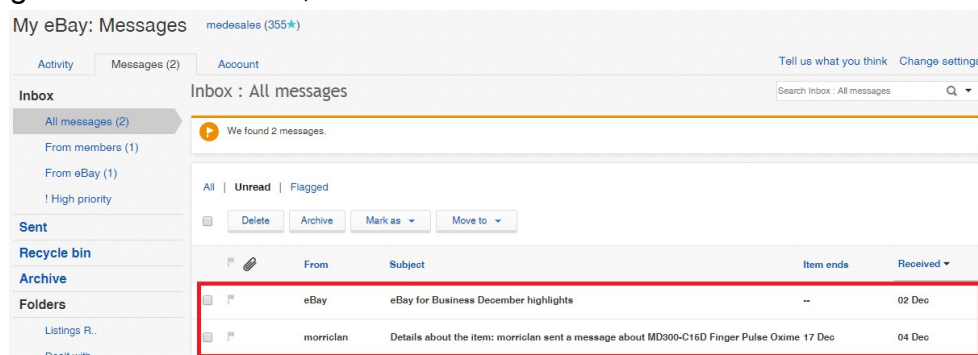 My eBay: Messages medesales (355★)
Activity Messages (2) Account Tell us what you think Change settings
Inbox Inbox : All messages Search Inbox : All messages
All messages (2) We found 2 messages.
From members (1)
From eBay (1) All | Unread | Flagged
! High priority
Sent Delete Archive Mark as Move to
Recycle bin From Subject Item ends Received
Archive
Folders eBay eBay for Business December highlights -- 02 Dec
Listings R.. morriclan Details about the item: morriclan sent a message about MD300-C15D Finger Pulse Oxime 17 Dec 04 Dec